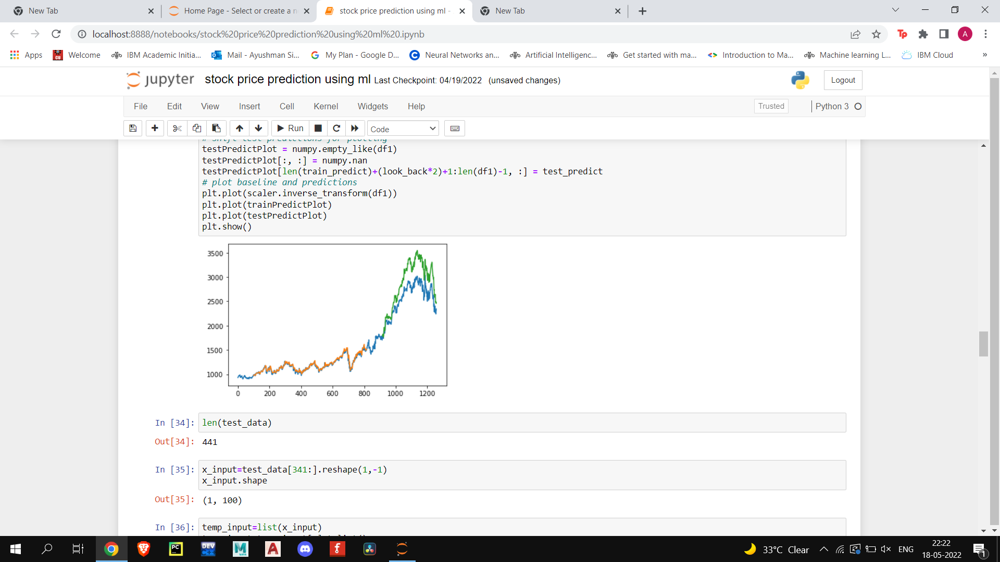 New Tab
Home Page - Select or create a n
stock price prediction using ml -
New Tab
localhost:8888/notebooks/stock%20price%20prediction%20using%20ml%20.ipynb
Tp
A
Apps
CU
Welcome
IBM Academic Initia...
Mail - Ayushman Si...
My Plan - Google D...
Neural Networks an...
Artificial Intelligenc...
Get started with ma...
Introduction to Ma...
Machine learning L...
IBM Cloud
»
jupyter stock price prediction using ml Last Checkpoint: 04/19/2022 (unsaved changes)
Logout
File Edit View Insert Cell Kernel Widgets Help
Trusted
Python 3
Run
Code
# shift test predictions for plotting
testPredictPlot = numpy.empty_like(df1)
testPredictPlot[:, :] = numpy.nan
testPredictPlot[len(train_predict)+(look_back*2)+1:len(df1)-1, :] = test_predict
# plot baseline and predictions
plt.plot(scaler.inverse_transform(df1))
plt.plot(trainPredictPlot)
plt.plot(testPredictPlot)
plt.show()
3500
3000
2500
2000
1500
1000
0 200 400 600 800 1000 1200
In [34]: len(test_data)
Out[34]: 441
In [35]: x_input=test_data[341:].reshape(1,-1)
x_input.shape
Out[35]: (1, 100)
In [36]: temp_input=list(x_input)
PC
DEV
C++
M
MAYA
A
f
33°C Clear
ENG
22:22
18-05-2022
1